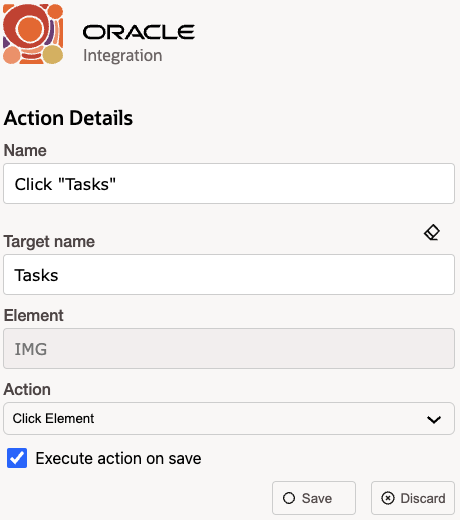 ORACLE
Integration
Action Details
Name
Click "Tasks"
Target name
Tasks
Element
IMG
Action
Click Element
Execute action on save
Save
Discard